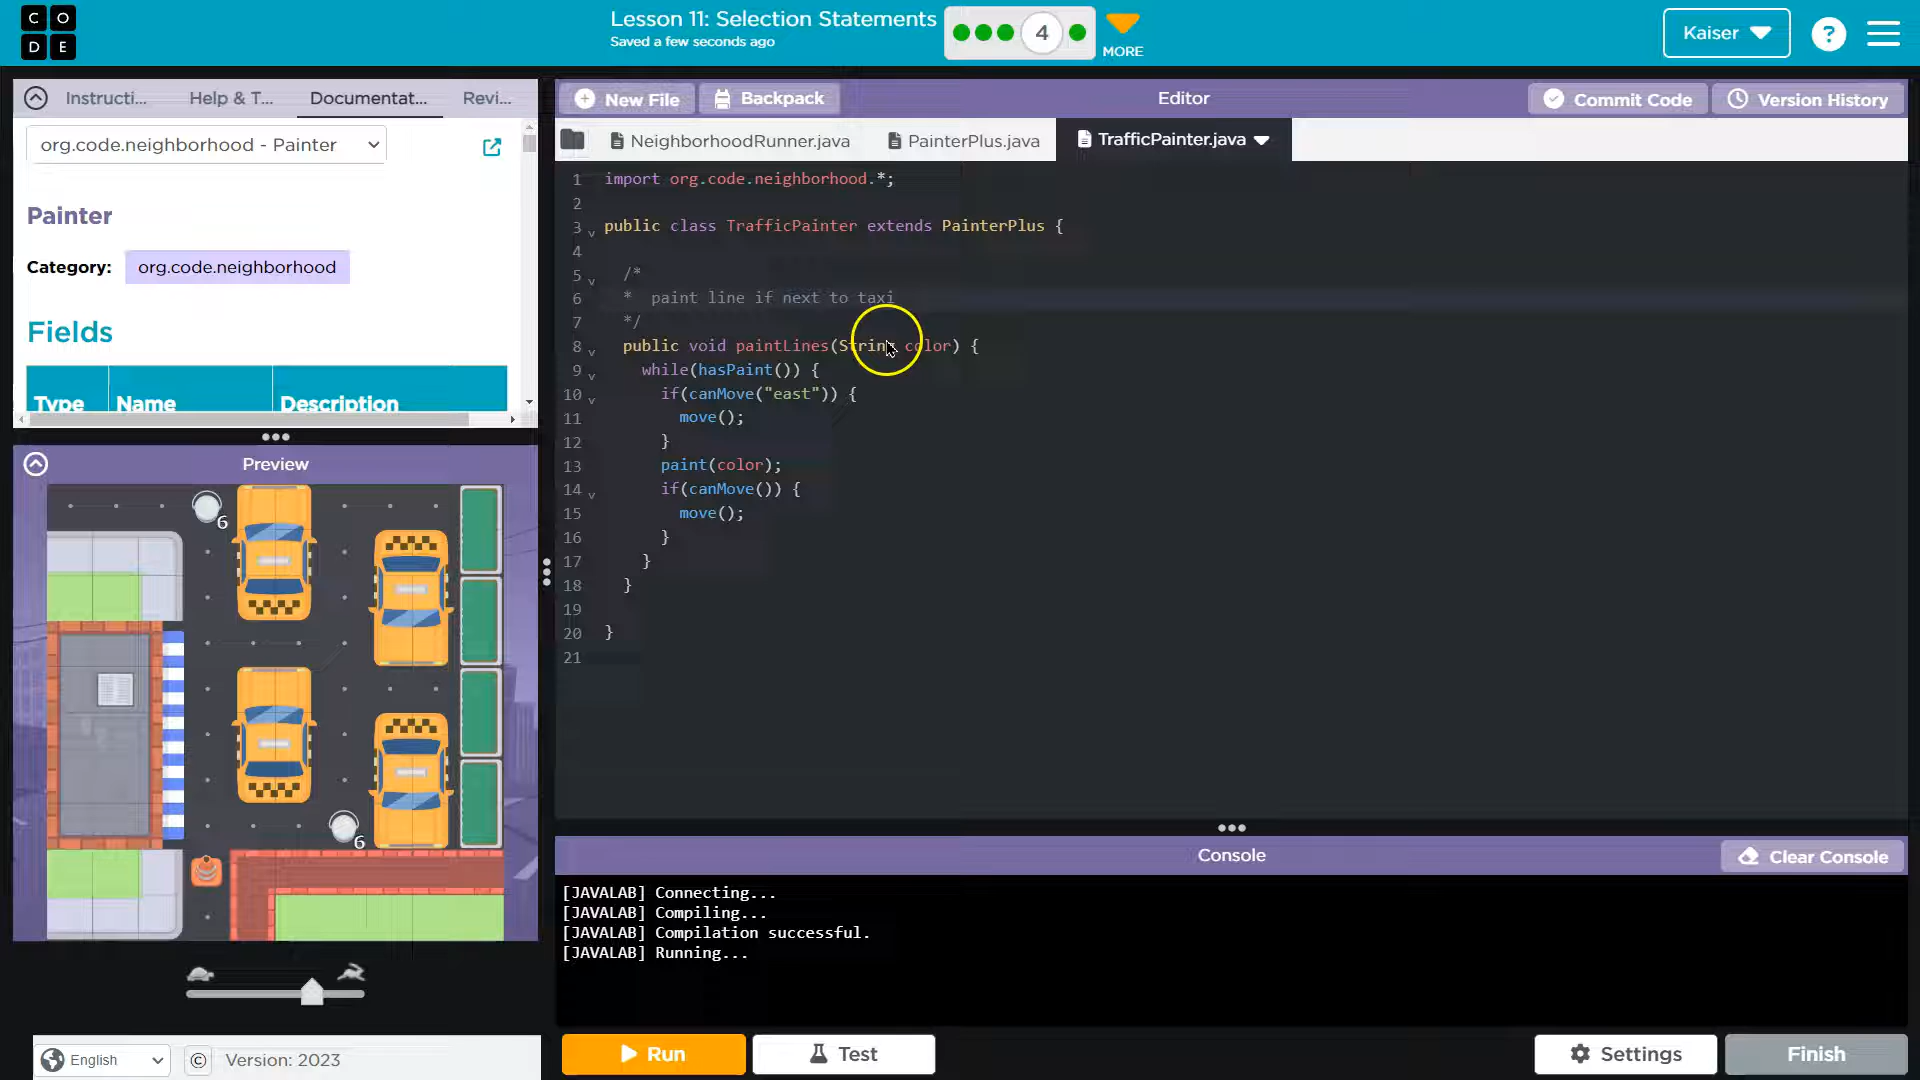 C O
D E
Lesson 11: Selection Statements
Saved a few seconds ago
4
MORE
Kaiser
?
Instructi...
Help & T...
Documentat...
Revi...
org.code.neighborhood - Painter
Painter
Category:
org.code.neighborhood
Fields
Type
Name
Description
Preview
6
6
English
©
Version: 2023
New File
Backpack
Editor
Commit Code
Version History
NeighborhoodRunner.java
PainterPlus.java
TrafficPainter.java
1 import org.code.neighborhood.*;
2
3 public class TrafficPainter extends PainterPlus {
4
5 /*
6 * paint line if next to taxi
7 */
8 public void paintLines(String color) {
9 while(hasPaint()) {
10 if(canMove("east")) {
11 move();
12 }
13 paint(color);
14 if(canMove()) {
15 move();
16 }
17 }
18 }
19
20 }
21
Console
Clear Console
[JAVALAB] Connecting...
[JAVALAB] Compiling...
[JAVALAB] Compilation successful.
[JAVALAB] Running...
Run
Test
Settings
Finish